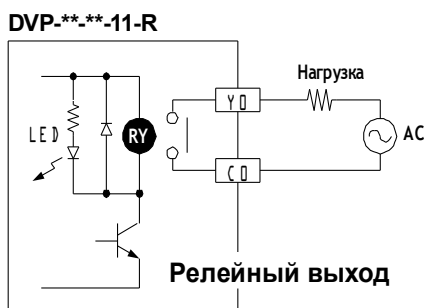 DVP-**-**-11-R
Нагрузка
Y0
LED
RY
AC
C0
Релейный выход